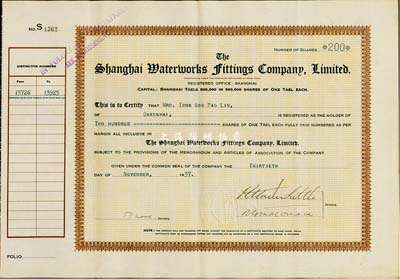 No. S 1262
NUMBER OF SHARES *200*
The
Shanghai Waterworks Fittings Company, Limited.
REGISTERED OFFICE - SHANGHAI
CAPITAL: SHANGHAI TAELS 500,000 IN 500,000 SHARES OF ONE TAEL EACH.
DISTINCTIVE NUMBERS
FROM TO
13726 13925
This is to Certify THAT MRS.
SHANGHAI, IS REGISTERED AS THE HOLDER OF
TWO HUNDRED SHARES OF ONE TAEL EACH FULLY PAID NUMBERED AS PER
MARGIN ALL INCLUSIVE IN
The Shanghai Waterworks Fittings Company, Limited.
SUBJECT TO THE PROVISIONS OF THE MEMORANDUM AND ARTICLES OF ASSOCIATION OF THE COMPANY.
GIVEN UNDER THE COMMON SEAL OF THE COMPANY THE THIRTIETH
DAY OF NOVEMBER, 1937.
FOLIO